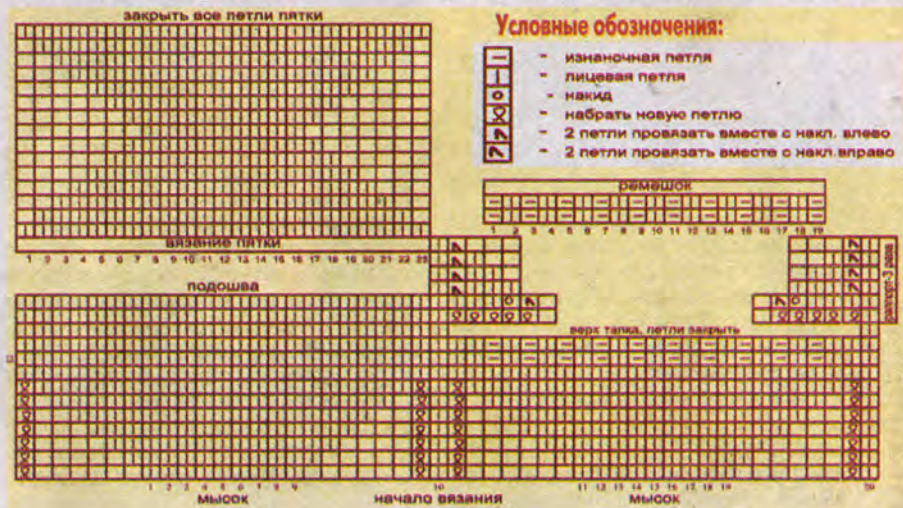 закрыть все петли пятки
Условные обозначения:
- изнаночная петля
- лицевая петля
- накид
- набрать новую петлю
- 2 петли провязать вместе с накл. влево
- 2 петли провязать вместе с накл.вправо
ремешок
1 2 3 4 5 6 7 8 9 10 11 12 13 14 15 16 17 18 19
вязание пятки
1 2 3 4 5 6 7 8 9 10 11 12 13 14 15 16 17 18 19 20 21 22 23
раппорт-3 раза
подошва
верх тапка, петли закрыть
1 2 3 4 5 6 7 8 9 10 11 12 13 14 15 16 17 18 19 20
мысок начало вязания мысок